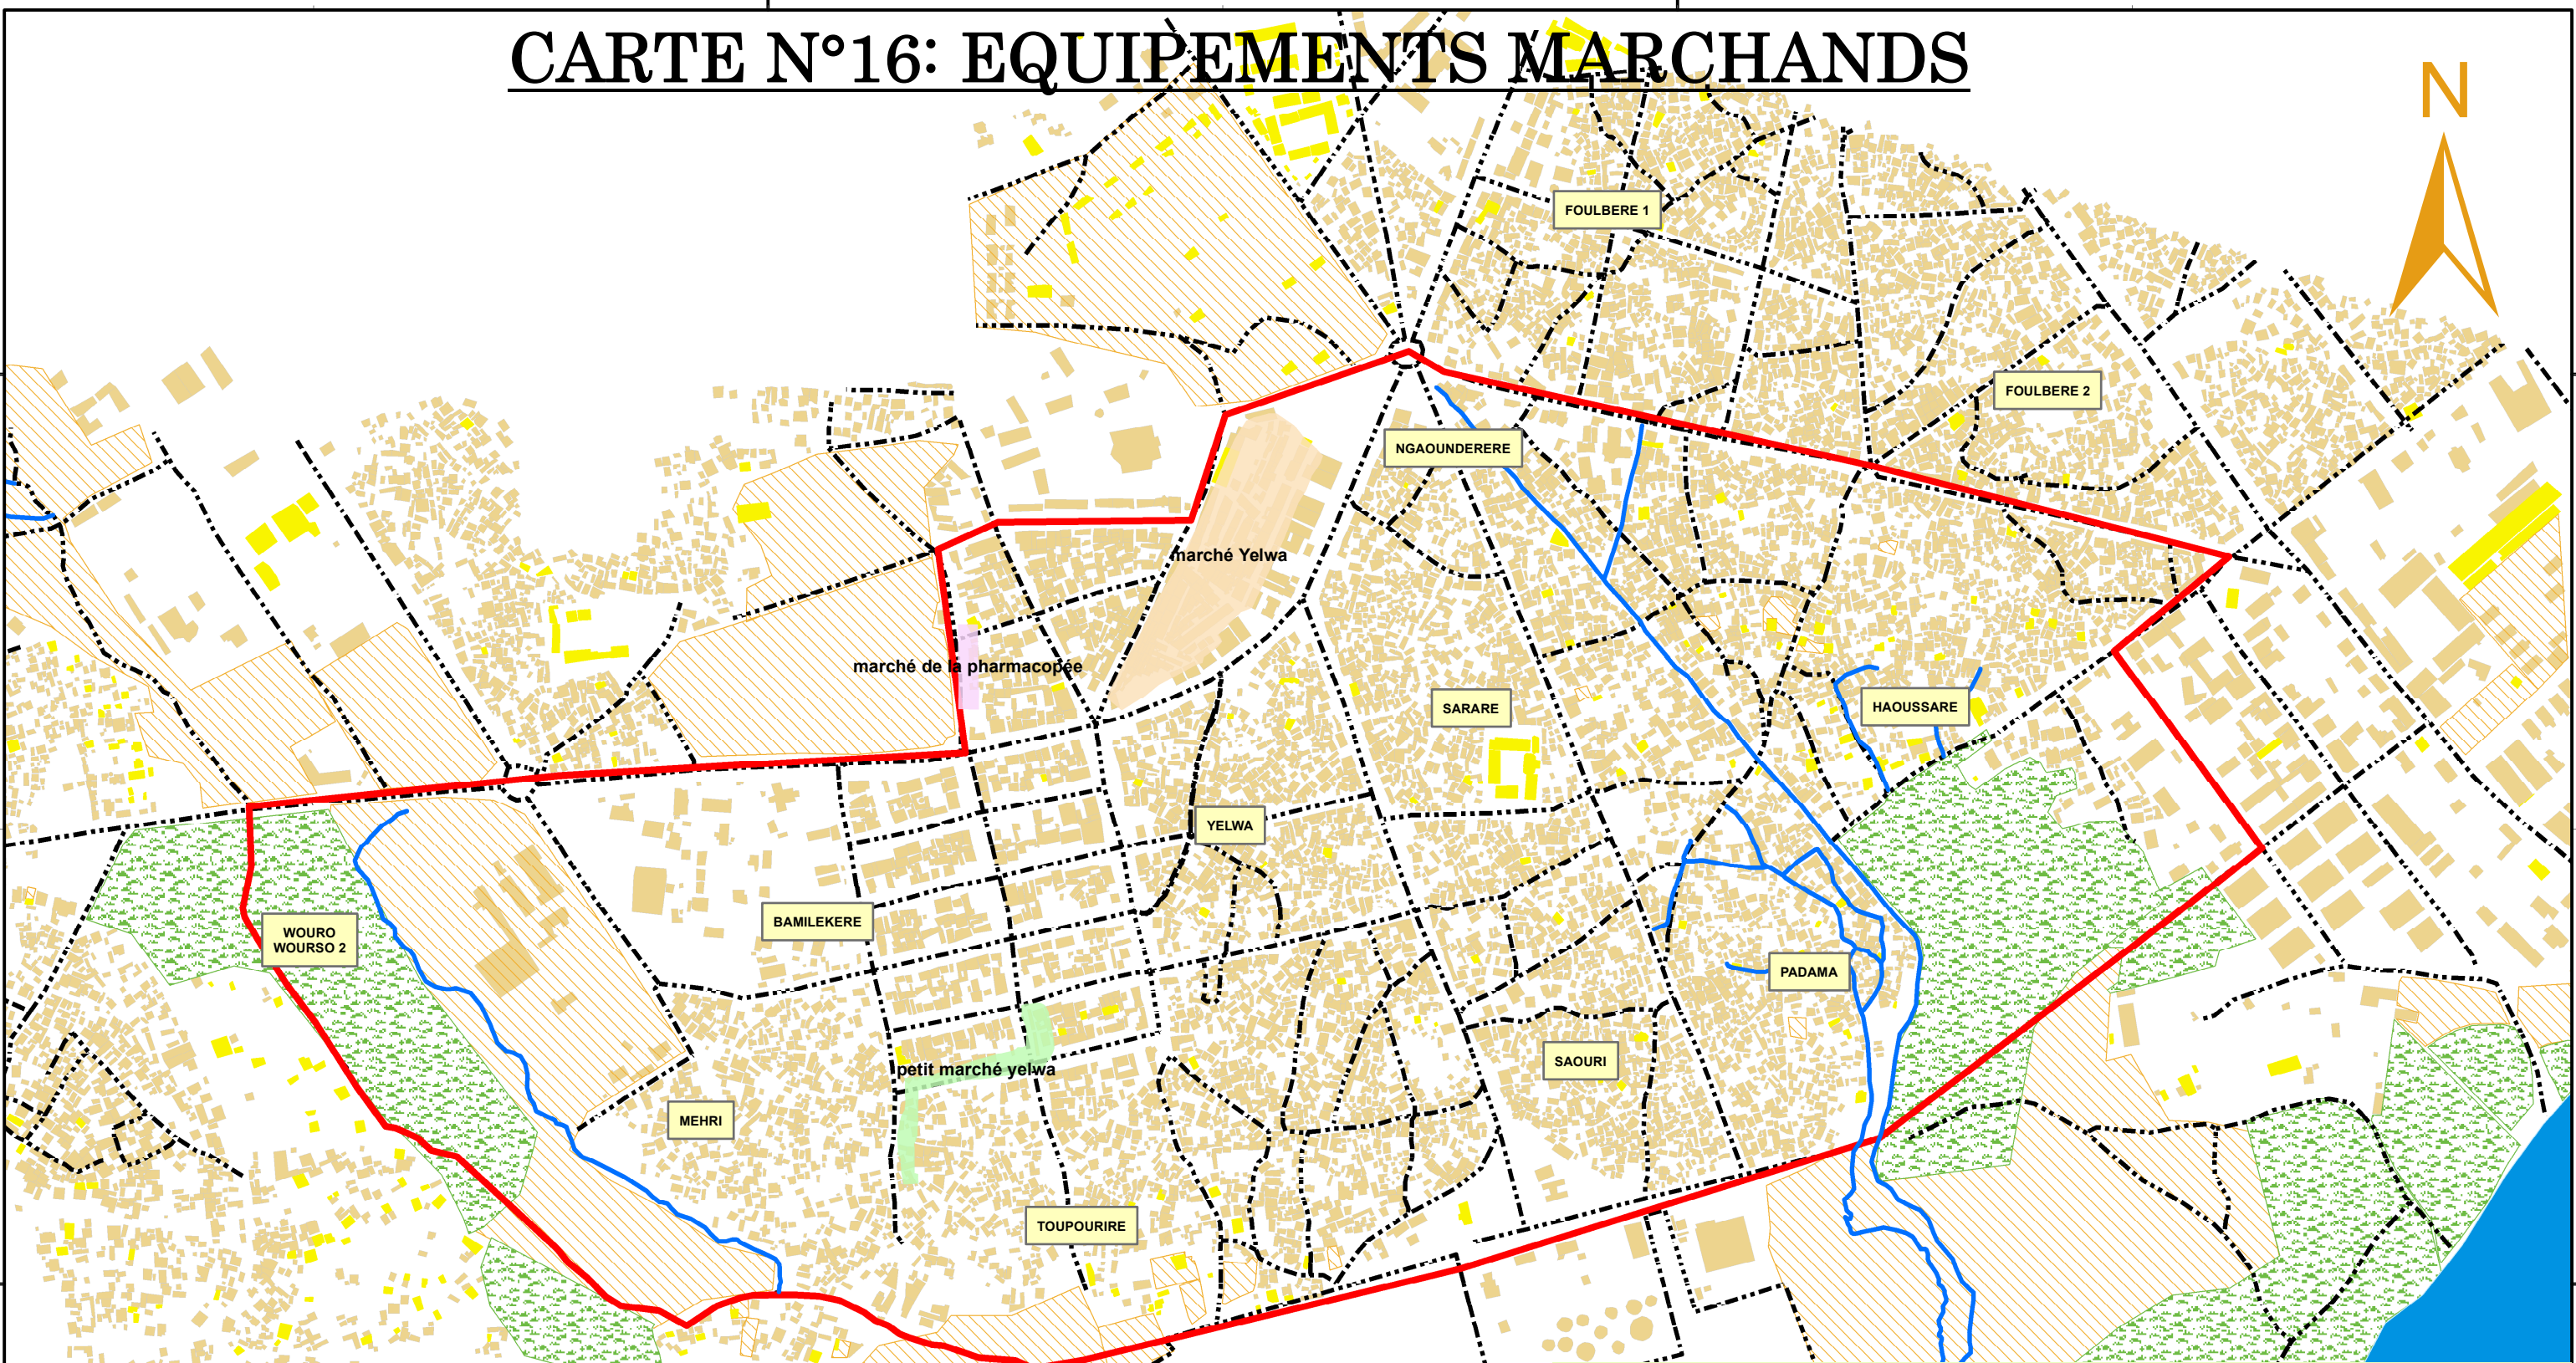 CARTE N°16: EQUIPEMENTS MARCHANDS
N
FOULBERE 1
FOULBERE 2
NGAOUNDERERE
marché Yelwa
marché de la pharmacopée
SARARE
HAOUSSARE
YELWA
BAMILEKERE
WOURO
WOURSO 2
PADAMA
SAOURI
petit marché yelwa
MEHRI
TOUPOURIRE